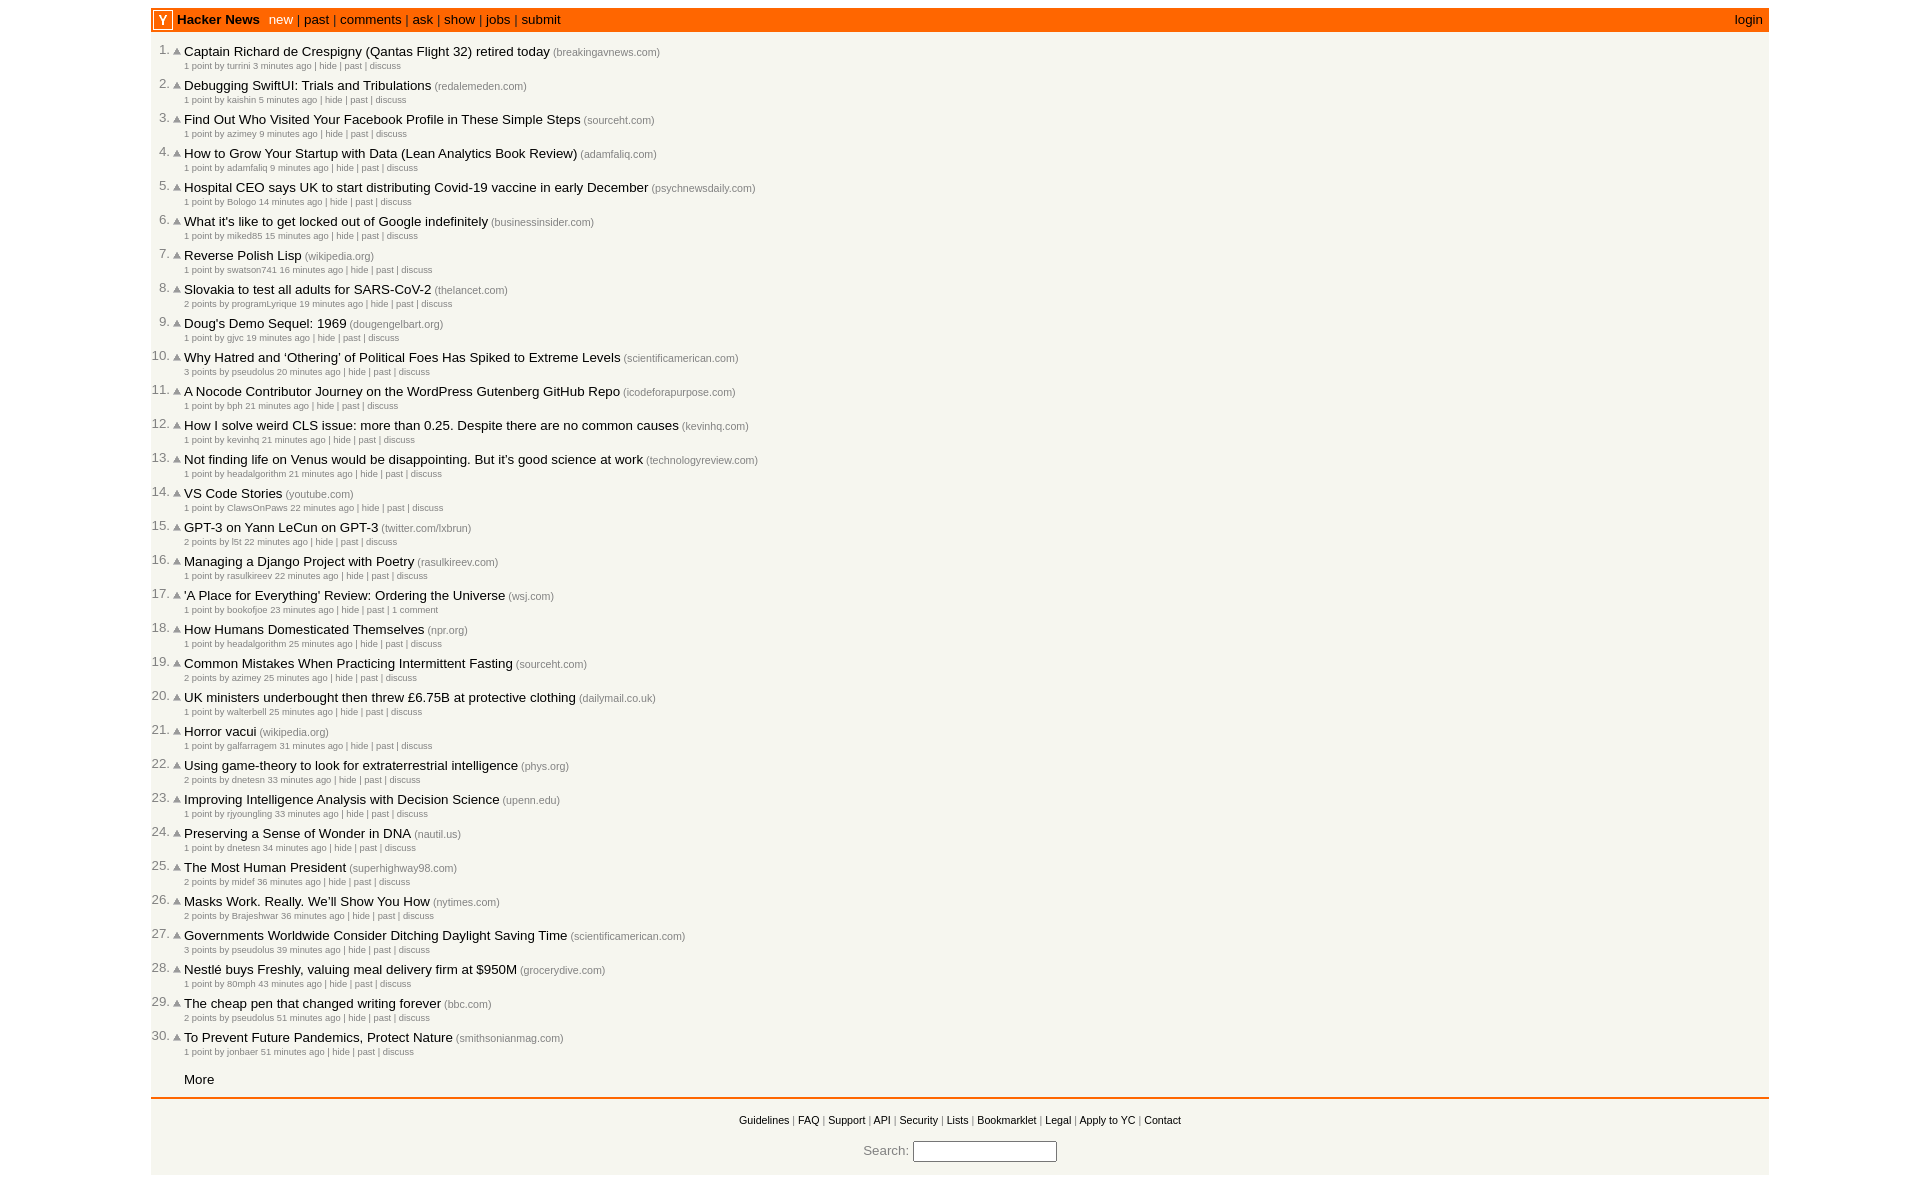 Y Hacker News new | past | comments | ask | show | jobs | submit login
1. Captain Richard de Crespigny (Qantas Flight 32) retired today (breakingavnews.com)
1 point by turrini 3 minutes ago | hide | past | discuss
2. Debugging SwiftUI: Trials and Tribulations (redalemeden.com)
1 point by kaishin 5 minutes ago | hide | past | discuss
3. Find Out Who Visited Your Facebook Profile in These Simple Steps (sourceht.com)
1 point by azimey 9 minutes ago | hide | past | discuss
4. How to Grow Your Startup with Data (Lean Analytics Book Review) (adamfaliq.com)
1 point by adamfaliq 9 minutes ago | hide | past | discuss
5. Hospital CEO says UK to start distributing Covid-19 vaccine in early December (psychnewsdaily.com)
1 point by Bologo 14 minutes ago | hide | past | discuss
6. What it's like to get locked out of Google indefinitely (businessinsider.com)
1 point by miked85 15 minutes ago | hide | past | discuss
7. Reverse Polish Lisp (wikipedia.org)
1 point by swatson741 16 minutes ago | hide | past | discuss
8. Slovakia to test all adults for SARS-CoV-2 (thelancet.com)
2 points by programLyrique 19 minutes ago | hide | past | discuss
9. Doug's Demo Sequel: 1969 (dougengelbart.org)
1 point by gjvc 19 minutes ago | hide | past | discuss
10. Why Hatred and ‘Othering’ of Political Foes Has Spiked to Extreme Levels (scientificamerican.com)
3 points by pseudolus 20 minutes ago | hide | past | discuss
11. A Nocode Contributor Journey on the WordPress Gutenberg GitHub Repo (icodeforapurpose.com)
1 point by bph 21 minutes ago | hide | past | discuss
12. How I solve weird CLS issue: more than 0.25. Despite there are no common causes (kevinhq.com)
1 point by kevinhq 21 minutes ago | hide | past | discuss
13. Not finding life on Venus would be disappointing. But it’s good science at work (technologyreview.com)
1 point by headalgorithm 21 minutes ago | hide | past | discuss
14. VS Code Stories (youtube.com)
1 point by ClawsOnPaws 22 minutes ago | hide | past | discuss
15. GPT-3 on Yann LeCun on GPT-3 (twitter.com/lxbrun)
2 points by l5t 22 minutes ago | hide | past | discuss
16. Managing a Django Project with Poetry (rasulkireev.com)
1 point by rasulkireev 22 minutes ago | hide | past | discuss
17. 'A Place for Everything' Review: Ordering the Universe (wsj.com)
1 point by bookofjoe 23 minutes ago | hide | past | 1 comment
18. How Humans Domesticated Themselves (npr.org)
1 point by headalgorithm 25 minutes ago | hide | past | discuss
19. Common Mistakes When Practicing Intermittent Fasting (sourceht.com)
2 points by azimey 25 minutes ago | hide | past | discuss
20. UK ministers underbought then threw £6.75B at protective clothing (dailymail.co.uk)
1 point by walterbell 25 minutes ago | hide | past | discuss
21. Horror vacui (wikipedia.org)
1 point by galfarragem 31 minutes ago | hide | past | discuss
22. Using game-theory to look for extraterrestrial intelligence (phys.org)
2 points by dnetesn 33 minutes ago | hide | past | discuss
23. Improving Intelligence Analysis with Decision Science (upenn.edu)
1 point by rjyoungling 33 minutes ago | hide | past | discuss
24. Preserving a Sense of Wonder in DNA (nautil.us)
1 point by dnetesn 34 minutes ago | hide | past | discuss
25. The Most Human President (superhighway98.com)
2 points by midef 36 minutes ago | hide | past | discuss
26. Masks Work. Really. We’ll Show You How (nytimes.com)
2 points by Brajeshwar 36 minutes ago | hide | past | discuss
27. Governments Worldwide Consider Ditching Daylight Saving Time (scientificamerican.com)
3 points by pseudolus 39 minutes ago | hide | past | discuss
28. Nestlé buys Freshly, valuing meal delivery firm at $950M (grocerydive.com)
1 point by 80mph 43 minutes ago | hide | past | discuss
29. The cheap pen that changed writing forever (bbc.com)
2 points by pseudolus 51 minutes ago | hide | past | discuss
30. To Prevent Future Pandemics, Protect Nature (smithsonianmag.com)
1 point by jonbaer 51 minutes ago | hide | past | discuss
More
Guidelines | FAQ | Support | API | Security | Lists | Bookmarklet | Legal | Apply to YC | Contact
Search: